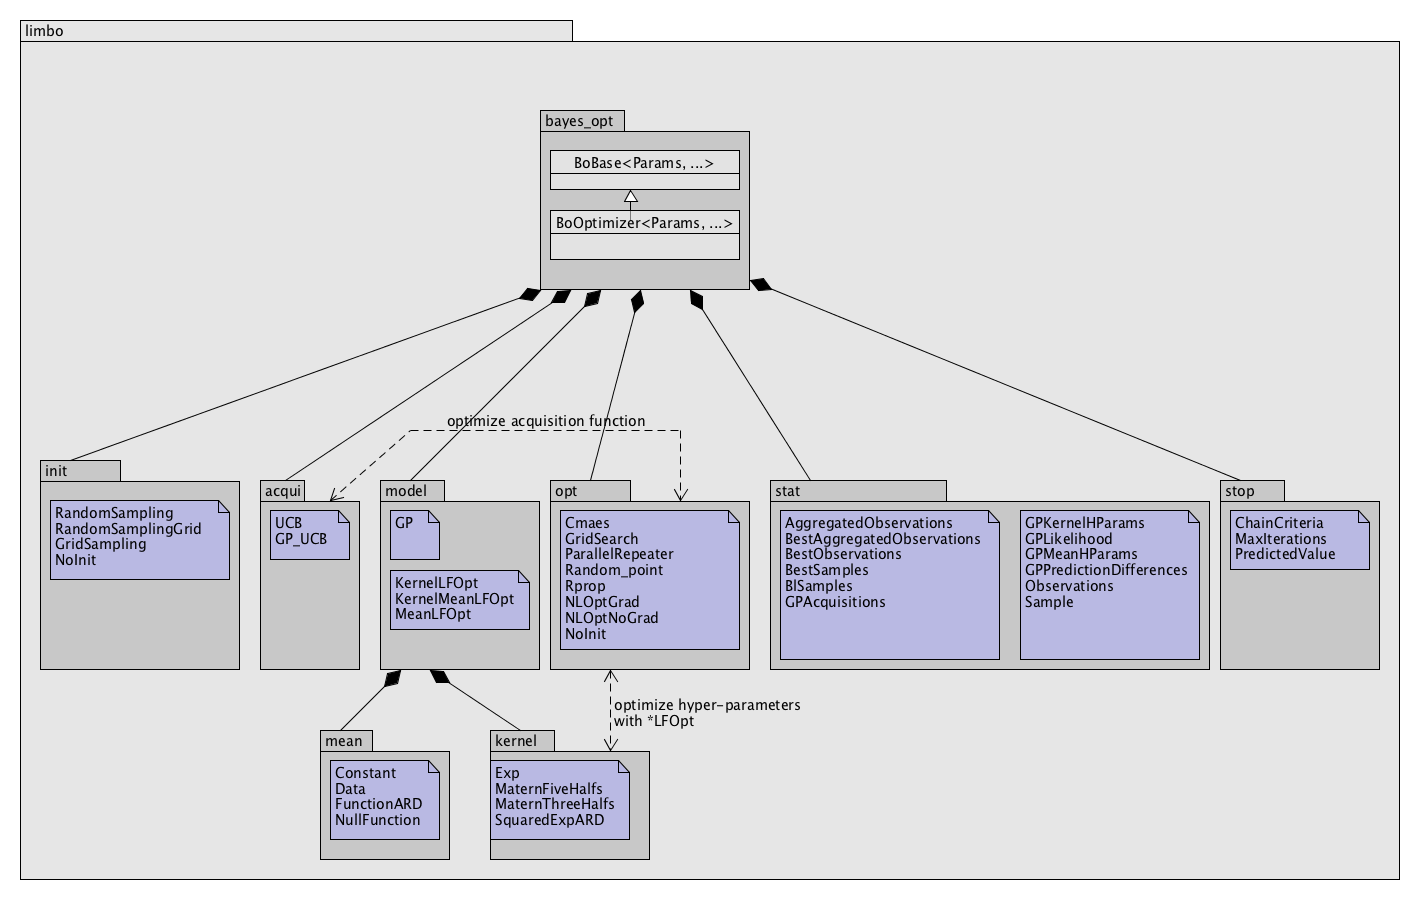 limbo
bayes_opt
BoBase<Params, ...>
BoOptimizer<Params, ...>
optimize acquisition function
init
RandomSampling
RandomSamplingGrid
GridSampling
NoInit
acqui
UCB
GP_UCB
model
GP
KernelLFOpt
KernelMeanLFOpt
MeanLFOpt
opt
Cmaes
GridSearch
ParallelRepeater
Random_point
Rprop
NLOptGrad
NLOptNoGrad
NoInit
stat
AggregatedObservations
BestAggregatedObservations
BestObservations
BestSamples
BlSamples
GPAcquisitions
GPKernelHParams
GPLikelihood
GPMeanHParams
GPPredictionDifferences
Observations
Sample
stop
ChainCriteria
MaxIterations
PredictedValue
optimize hyper-parameters
with *LFOpt
mean
Constant
Data
FunctionARD
NullFunction
kernel
Exp
MaternFiveHalfs
MaternThreeHalfs
SquaredExpARD